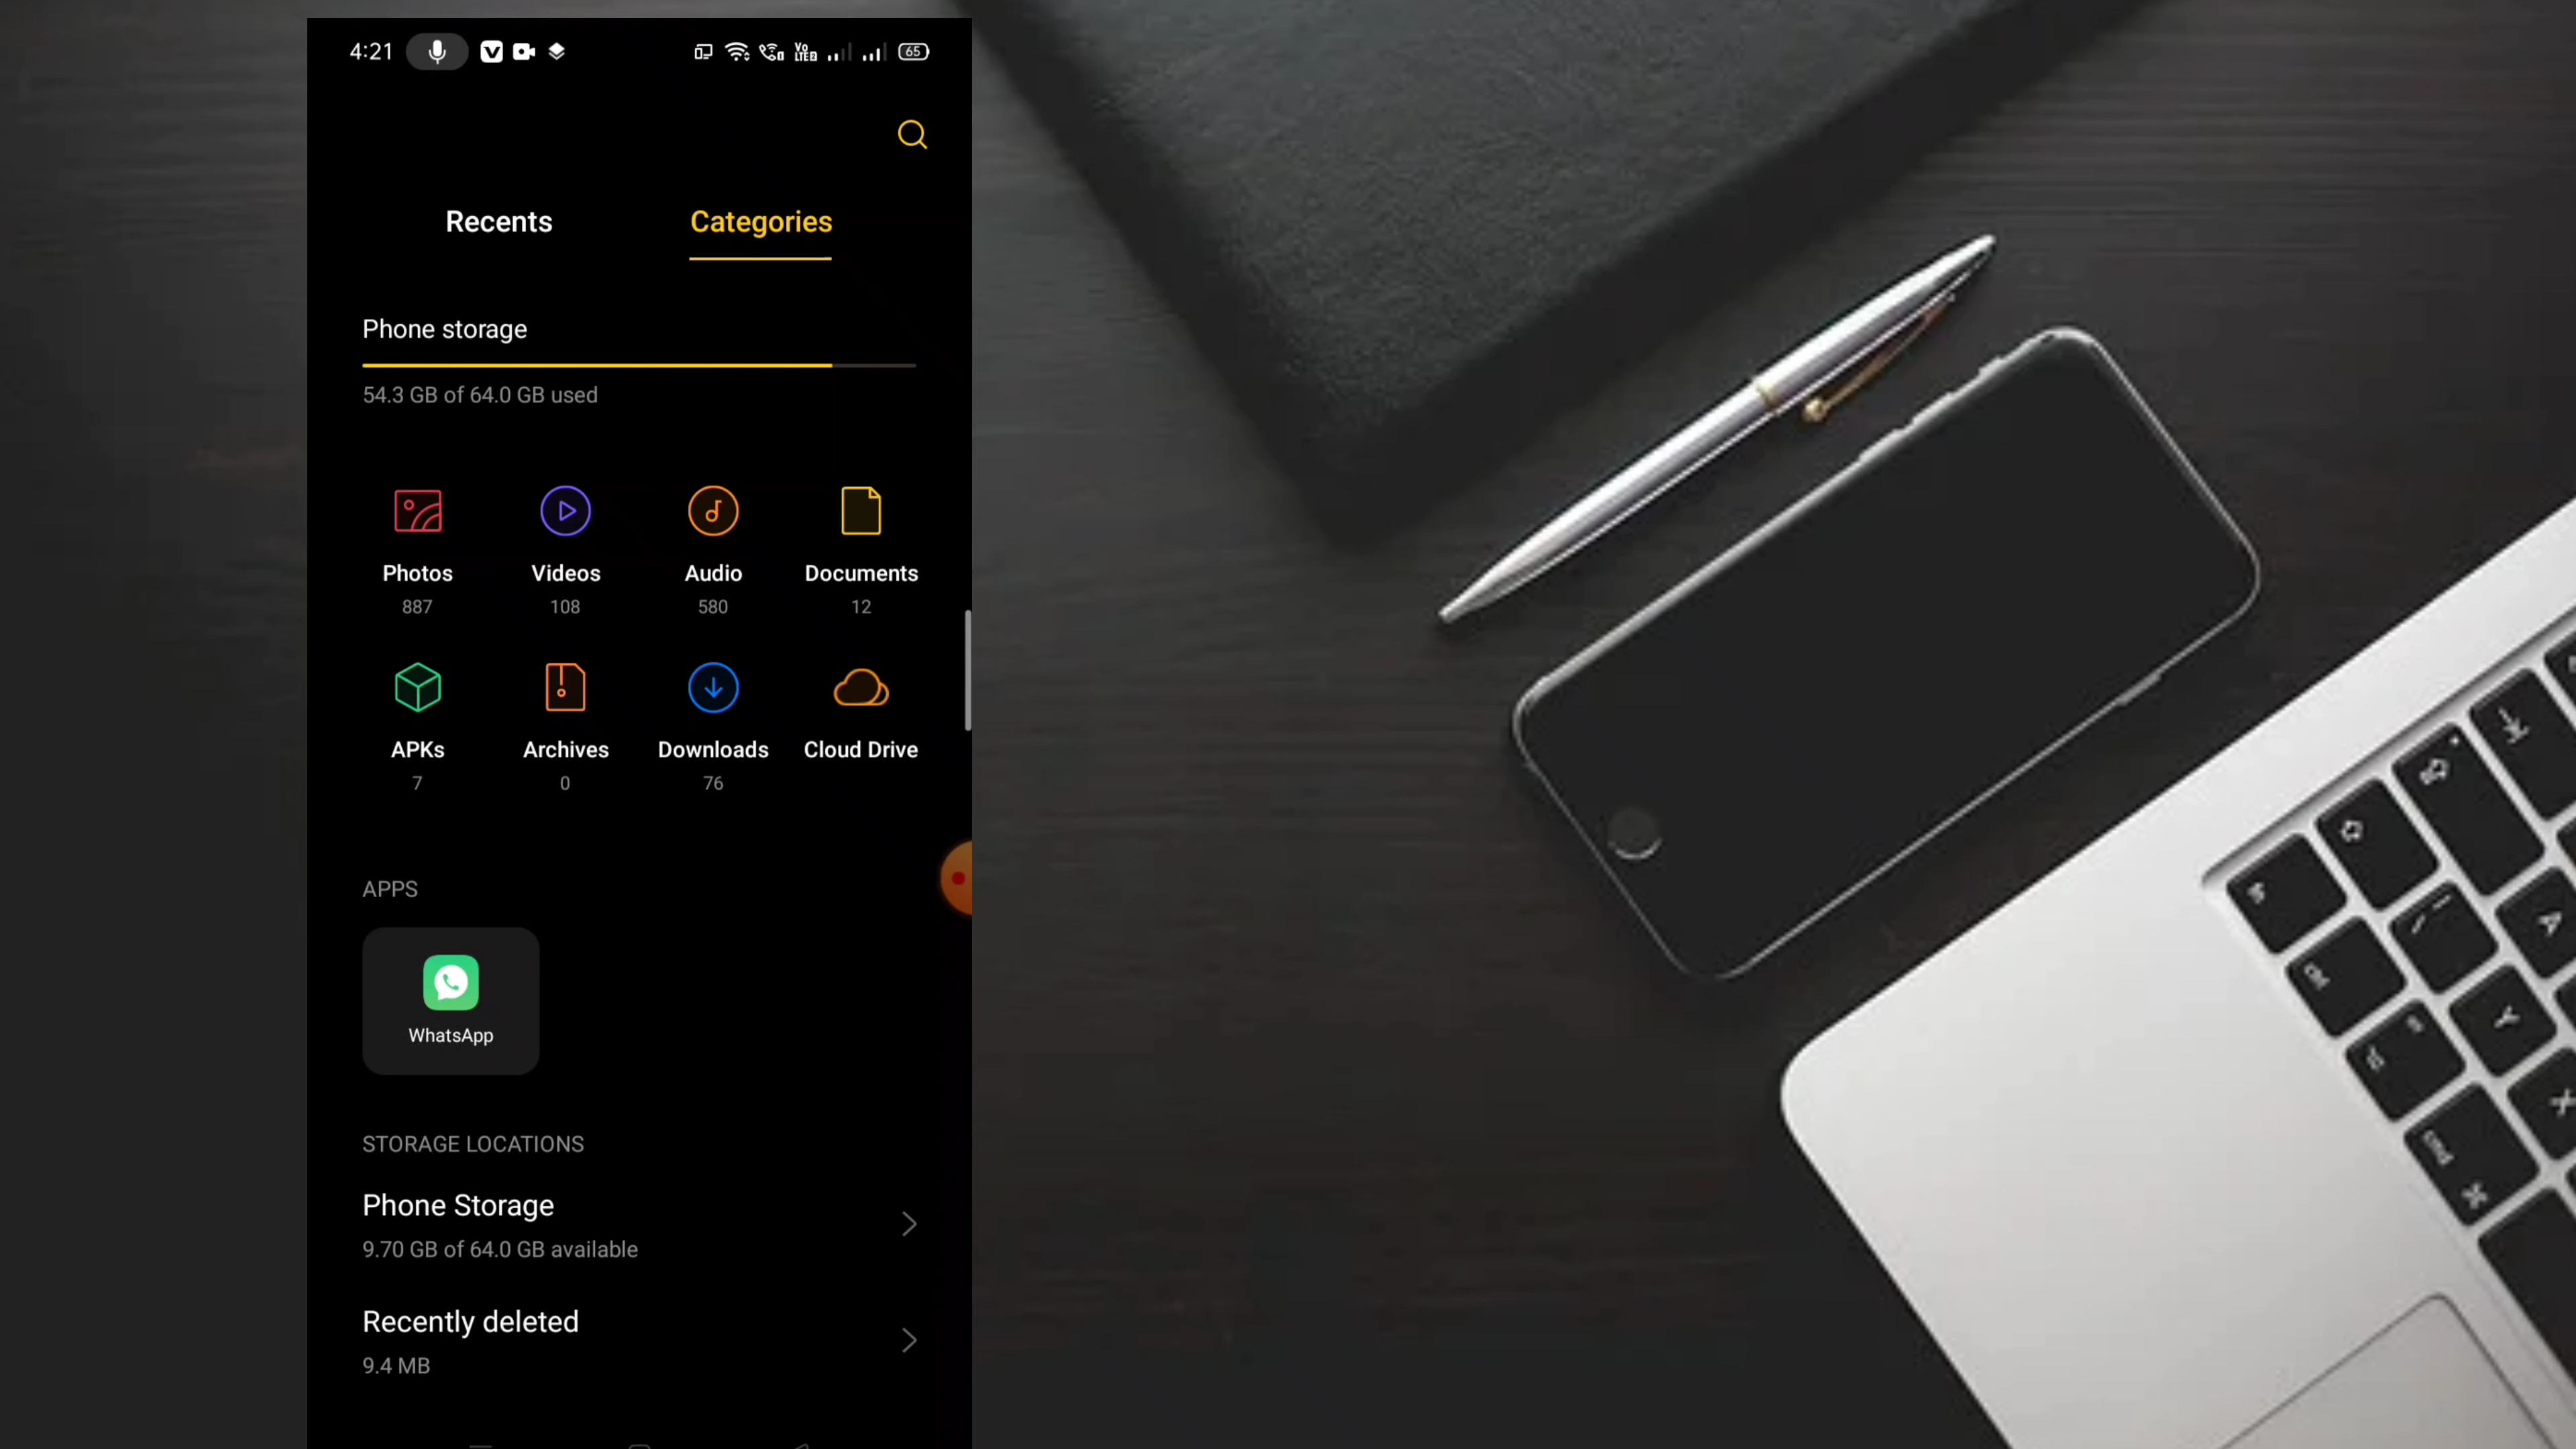 4:21
VoLTE2
65
Recents
Categories
Phone storage
54.3 GB of 64.0 GB used
Photos
Videos
Audio
Documents
887
108
580
12
APKs
Archives
Downloads
Cloud Drive
7
0
76
APPS
WhatsApp
STORAGE LOCATIONS
Phone Storage
9.70 GB of 64.0 GB available
Recently deleted
9.4 MB
A
Y
X